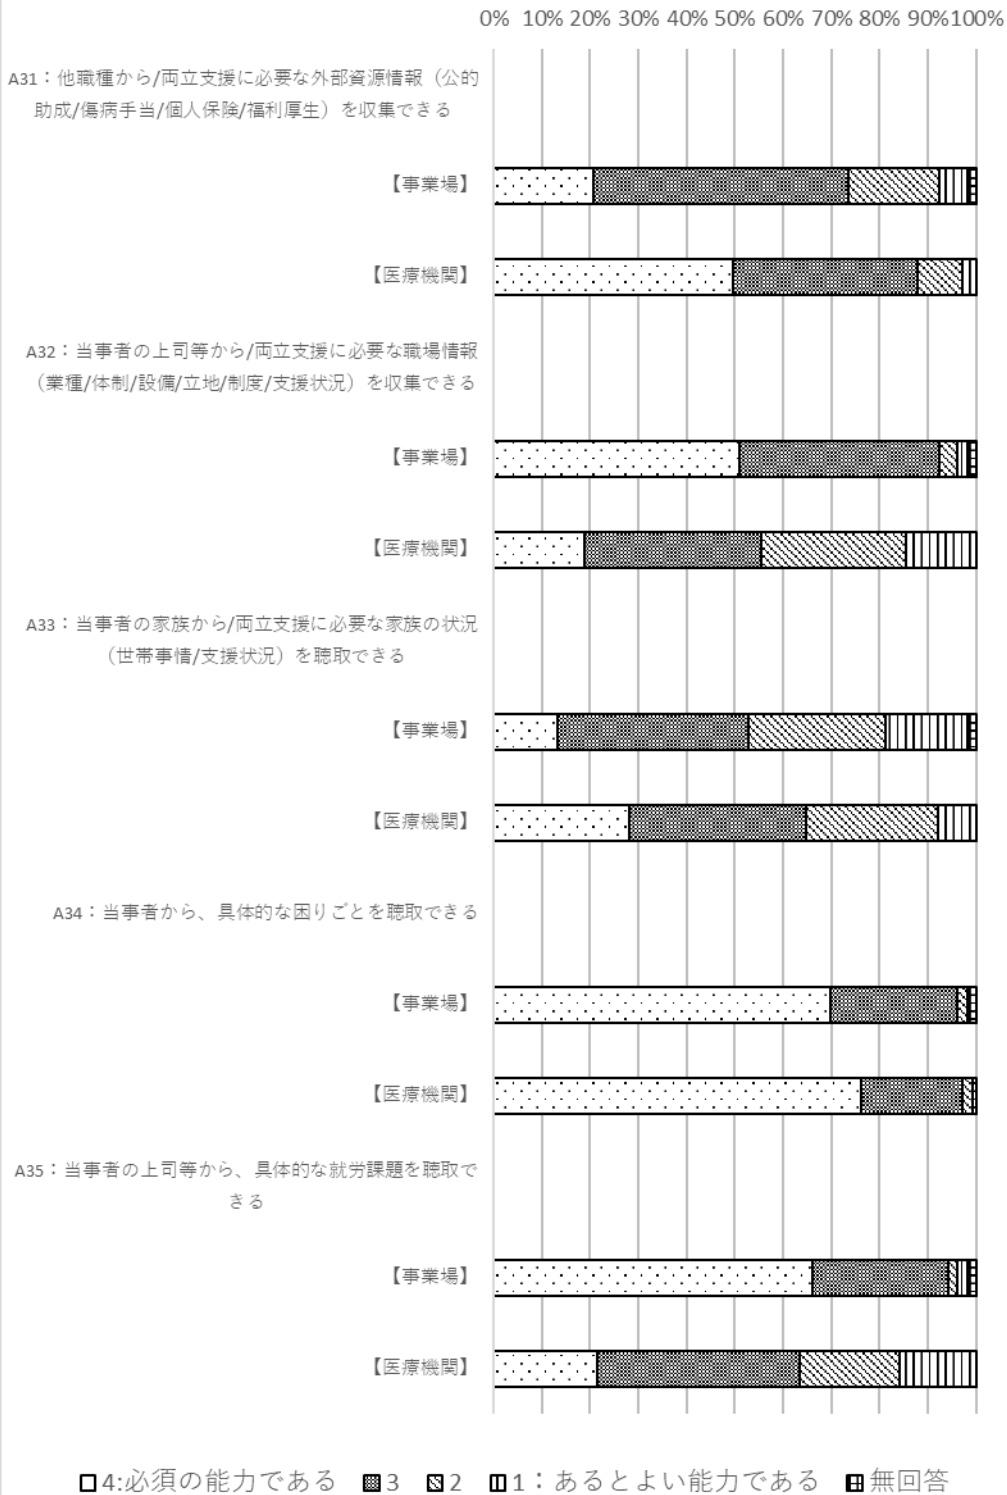 0% 10% 20% 30% 40% 50% 60% 70% 80% 90%100%
A31：他職種から/両立支援に必要な外部資源情報（公的
助成/傷病手当/個人保険/福利厚生）を収集できる
【事業場】
【医療機関】
A32：当事者の上司等から/両立支援に必要な職場情報
（業種/体制/設備/立地/制度/支援状況）を収集できる
【事業場】
【医療機関】
A33：当事者の家族から/両立支援に必要な家族の状況
（世帯事情/支援状況）を聴取できる
【事業場】
【医療機関】
A34：当事者から、具体的な困りごとを聴取できる
【事業場】
【医療機関】
A35：当事者の上司等から、具体的な就労課題を聴取で
きる
【事業場】
【医療機関】
4:必須の能力である 3 2 1：あるとよい能力である 無回答